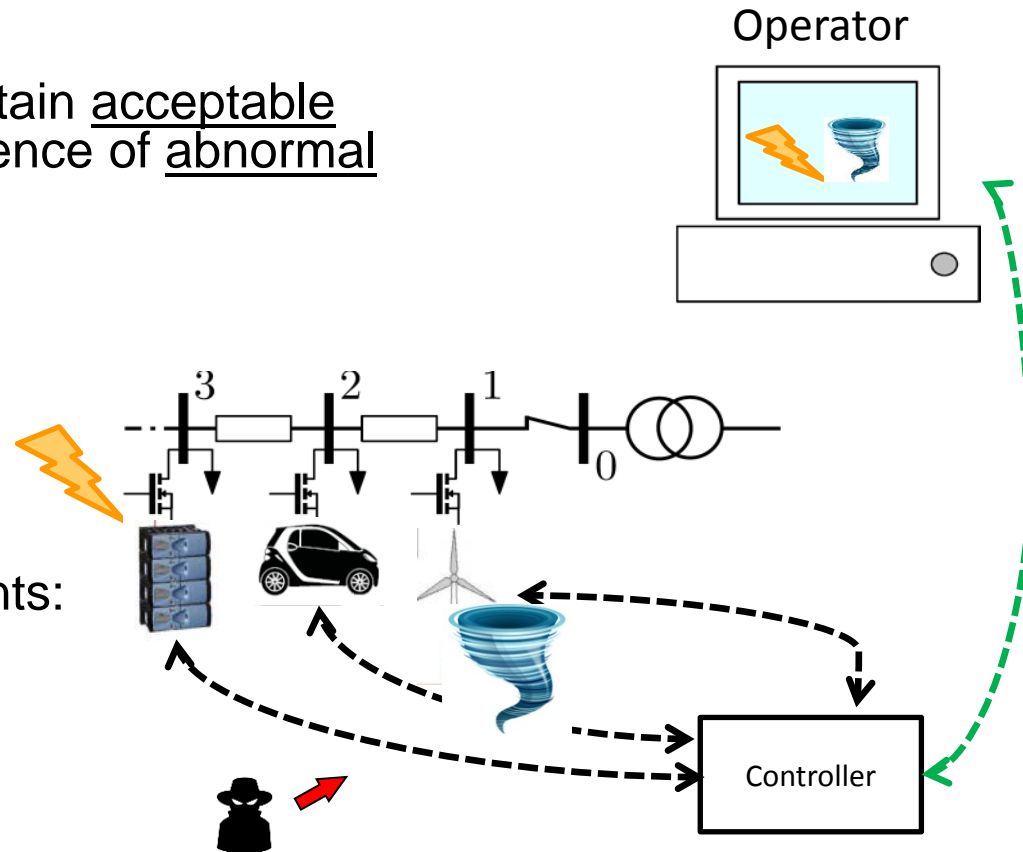 Operator
tain acceptable
ence of abnormal
3 2 1
0
nts:
Controller